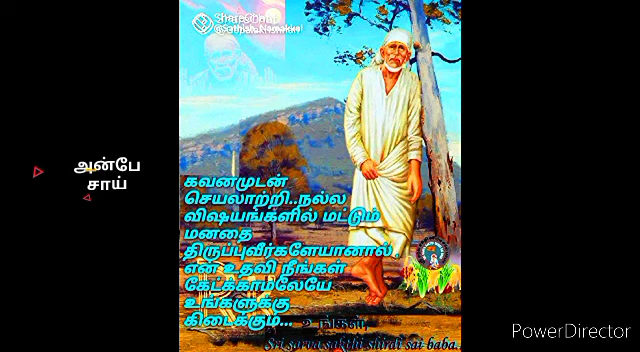 ShareChat
அன்பே
சாய்
கவனமுடன்
செயலாற்றி..நல்ல
விஷயங்களில் மட்டும்
மனதை
திருப்புவீர்களேயானால்,
என் உதவி நீங்கள்
கேட்க்காமலேயே
உங்களுக்கு
கிடைக்கும்...
Sri sarva sakthi shirdi sai baba..
PowerDirector